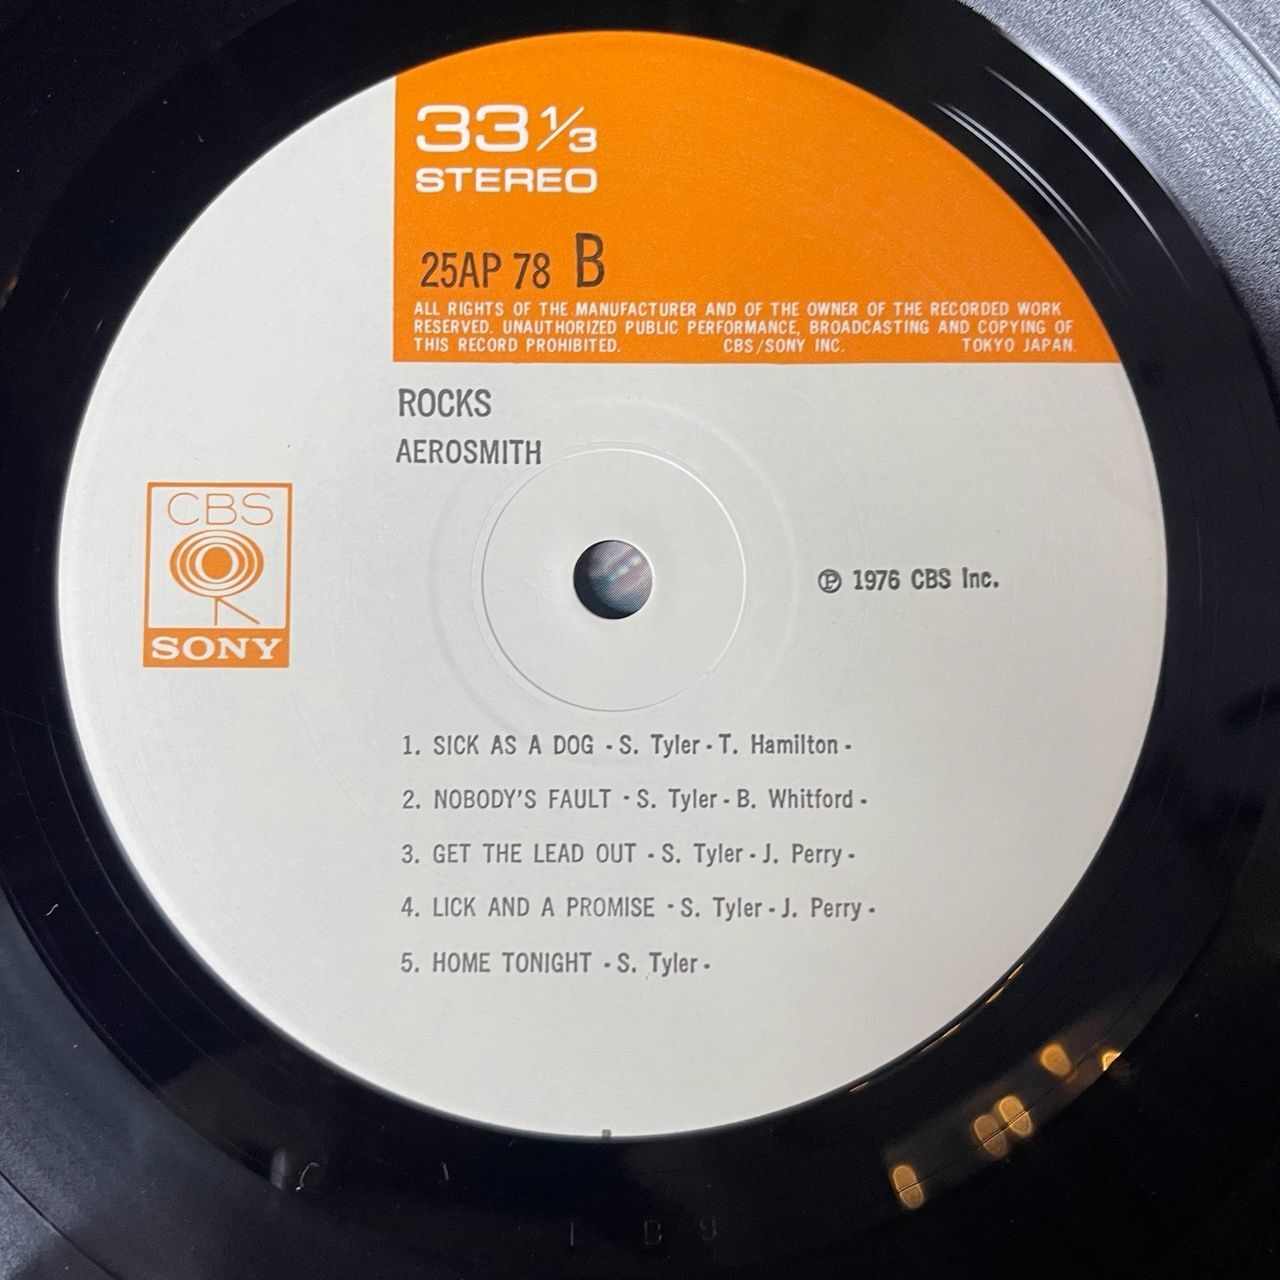 33 1/3
STEREO
25AP 78 B
ALL RIGHTS OF THE MANUFACTURER AND OF THE OWNER OF THE RECORDED WORK
RESERVED. UNAUTHORIZED PUBLIC PERFORMANCE, BROADCASTING AND COPYING OF
THIS RECORD PROHIBITED. CBS/SONY INC. TOKYO JAPAN.
ROCKS
AEROSMITH
CBS
SONY
℗ 1976 CBS Inc.
1. SICK AS A DOG - S. Tyler - T. Hamilton -
2. NOBODY'S FAULT - S. Tyler - B. Whitford -
3. GET THE LEAD OUT - S. Tyler - J. Perry -
4. LICK AND A PROMISE - S. Tyler - J. Perry -
5. HOME TONIGHT - S. Tyler -